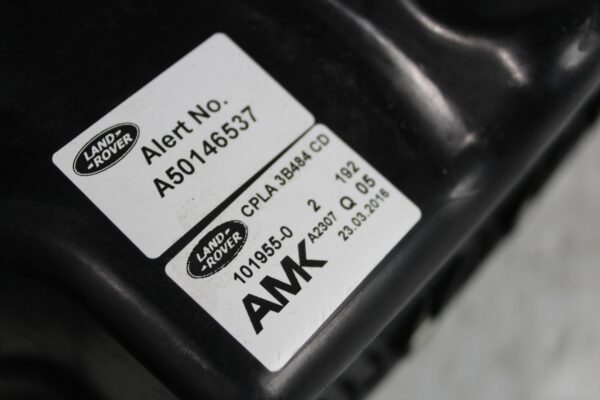 LAND-
-ROVER
Alert No.
A50146537
LAND-
-ROVER
CPLA 3B484 CD
101955-0 2 192
AMK A2307 Q 05
23.03.2016